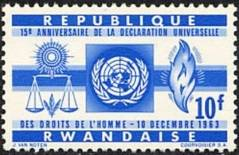 REPUBLIQUE
15e ANNIVERSAIRE DE LA DECLARATION UNIVERSELLE
10f
DES DROITS DE L'HOMME - 10 DECEMBRE 1963
RWANDAISE
J. VAN NOTEN
COURVOISIER S.A.